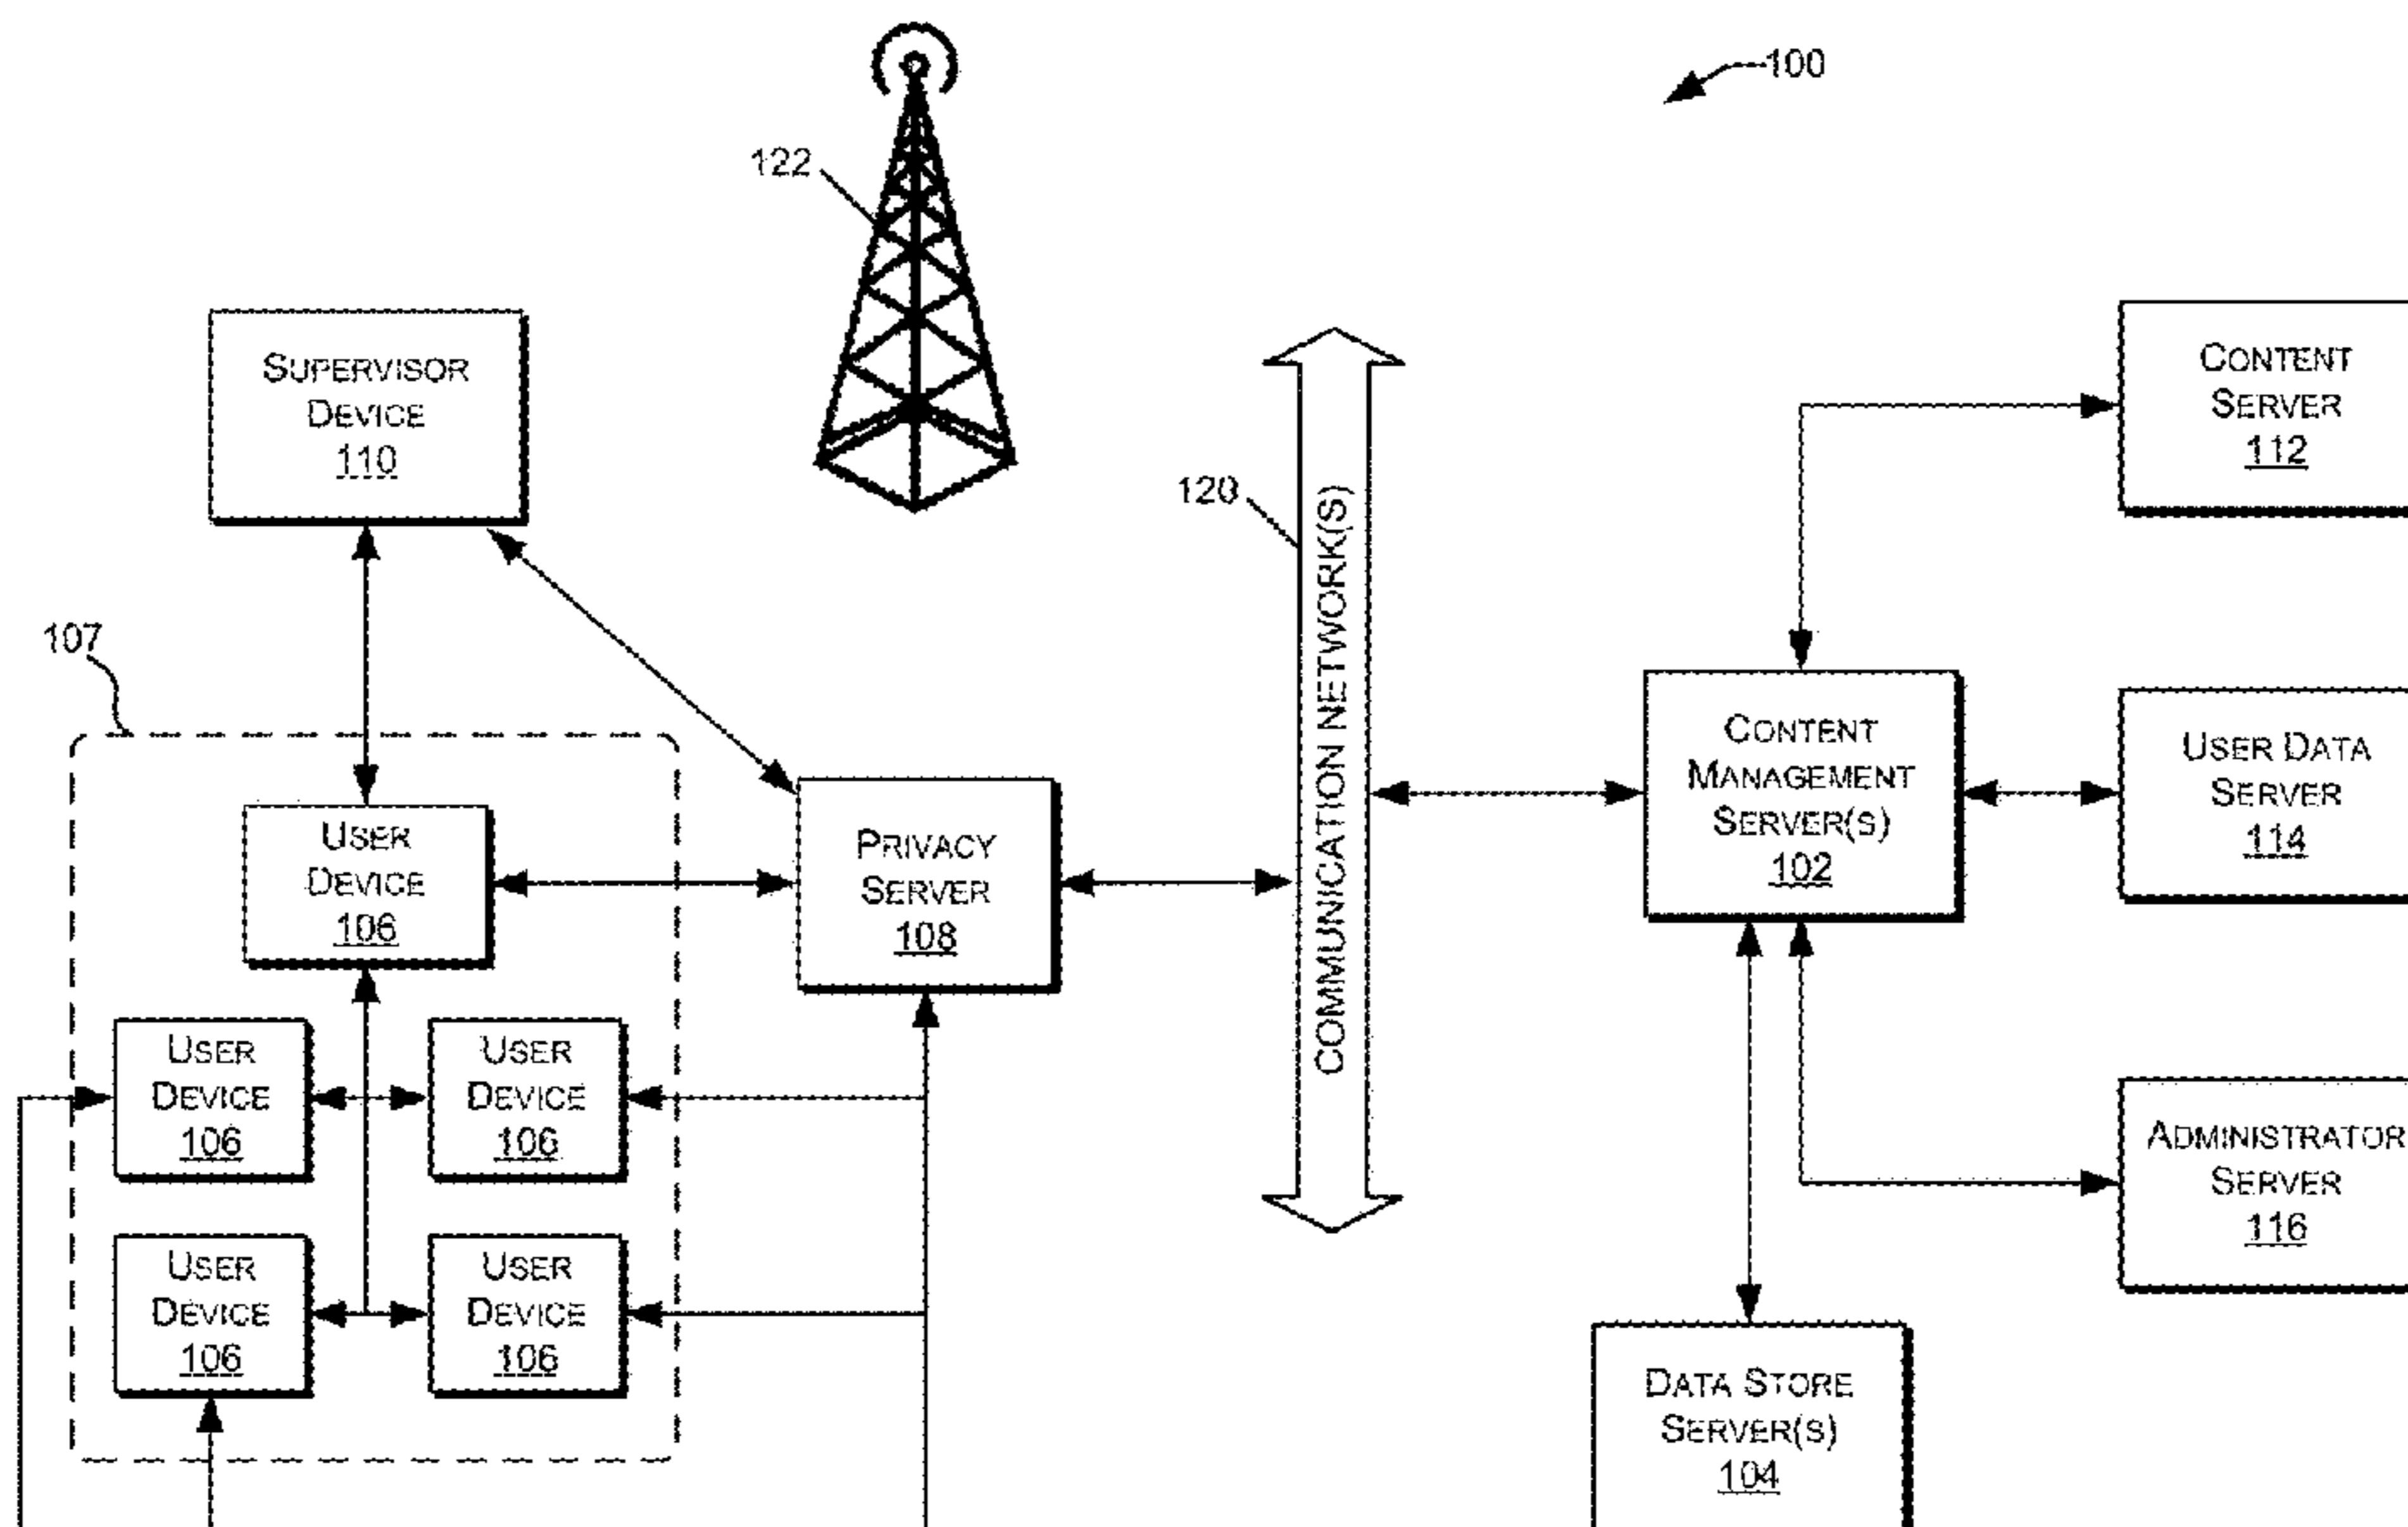 100
122
SUPERVISOR
DEVICE
110
120
COMMUNICATION NETWORK(S)
CONTENT
SERVER
112
107
USER
DEVICE
106
PRIVACY
SERVER
108
CONTENT
MANAGEMENT
SERVER(S)
102
USER DATA
SERVER
114
USER
DEVICE
106
USER
DEVICE
106
ADMINISTRATOR
SERVER
116
USER
DEVICE
106
USER
DEVICE
106
DATA STORE
SERVER(S)
104